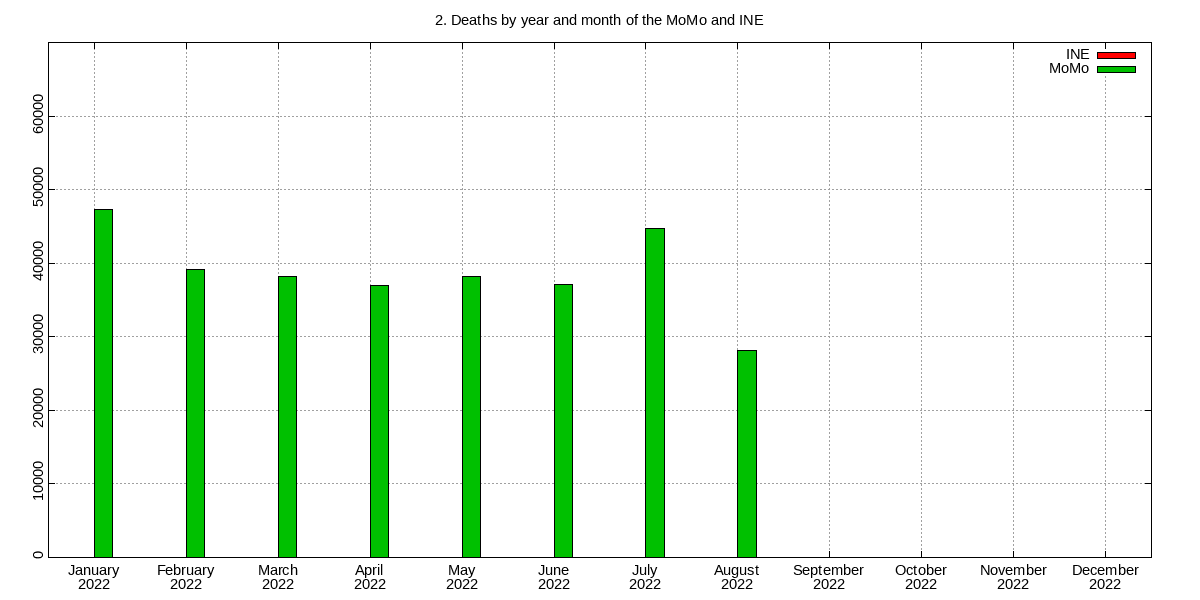 2. Deaths by year and month of the MoMo and INE
INE
MoMo
60000
50000
40000
30000
20000
10000
0
January February March April May June July August September October November December
2022 2022 2022 2022 2022 2022 2022 2022 2022 2022 2022 2022